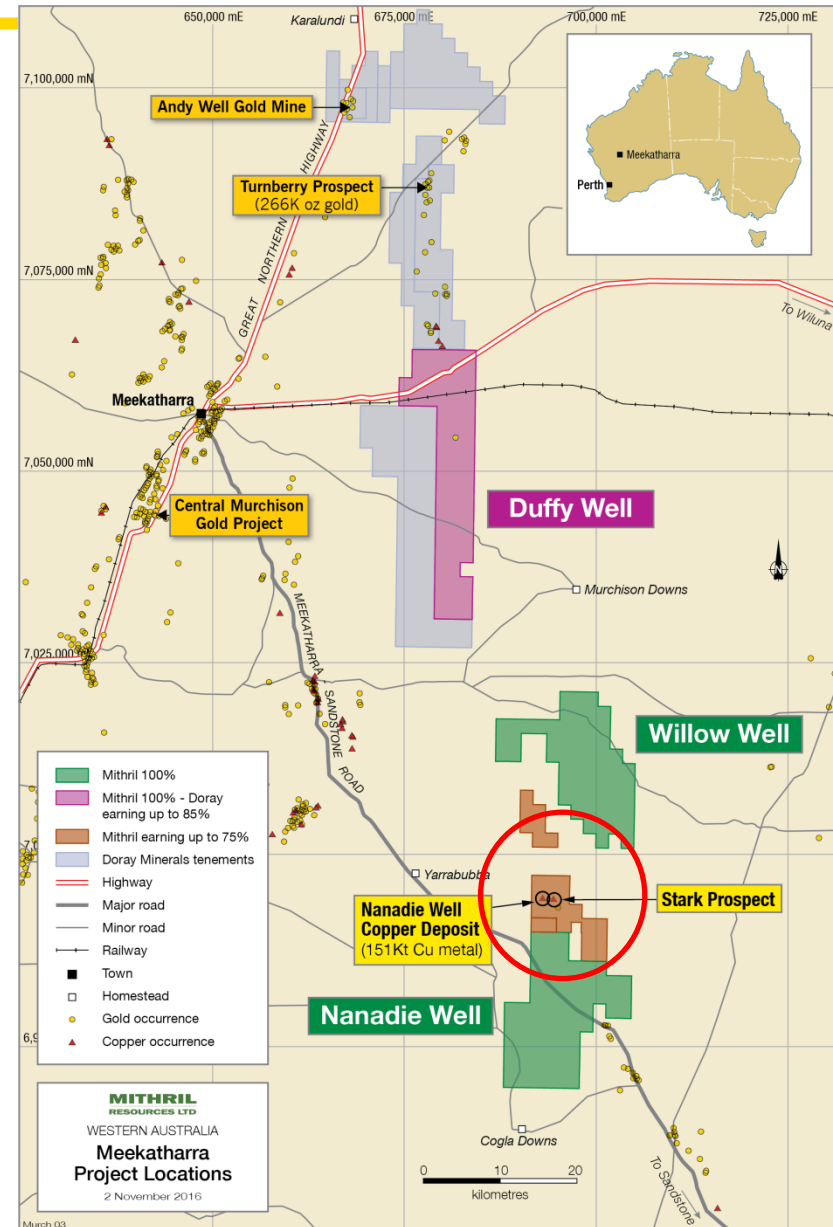 650,000 mE
675,000 mE
700,000 mE
725,000 mE
Karalundi
7,100,000 mN
Andy Well Gold Mine
GREAT NORTHERN HIGHWAY
Turnberry Prospect
(266K oz gold)
Meekatharra
Perth
7,075,000 mN
To Wiluna
Meekatharra
7,050,000 mN
Central Murchison
Gold Project
Duffy Well
N
Murchison Downs
MEEKATHARRA - SANDSTONE ROAD
7,025,000 mN
Willow Well
Mithril 100%
Mithril 100% - Doray
earning up to 85%
Mithril earning up to 75%
Doray Minerals tenements
Highway
Major road
Minor road
Railway
Town
Homestead
Gold occurrence
Copper occurrence
7,0
Yarrabubba
Nanadie Well
Copper Deposit
(151Kt Cu metal)
Stark Prospect
Nanadie Well
6,9
MITHRIL
RESOURCES LTD
WESTERN AUSTRALIA
Meekatharra
Project Locations
2 November 2016
Cogla Downs
0 10 20
kilometres
To Sandstone
March 03